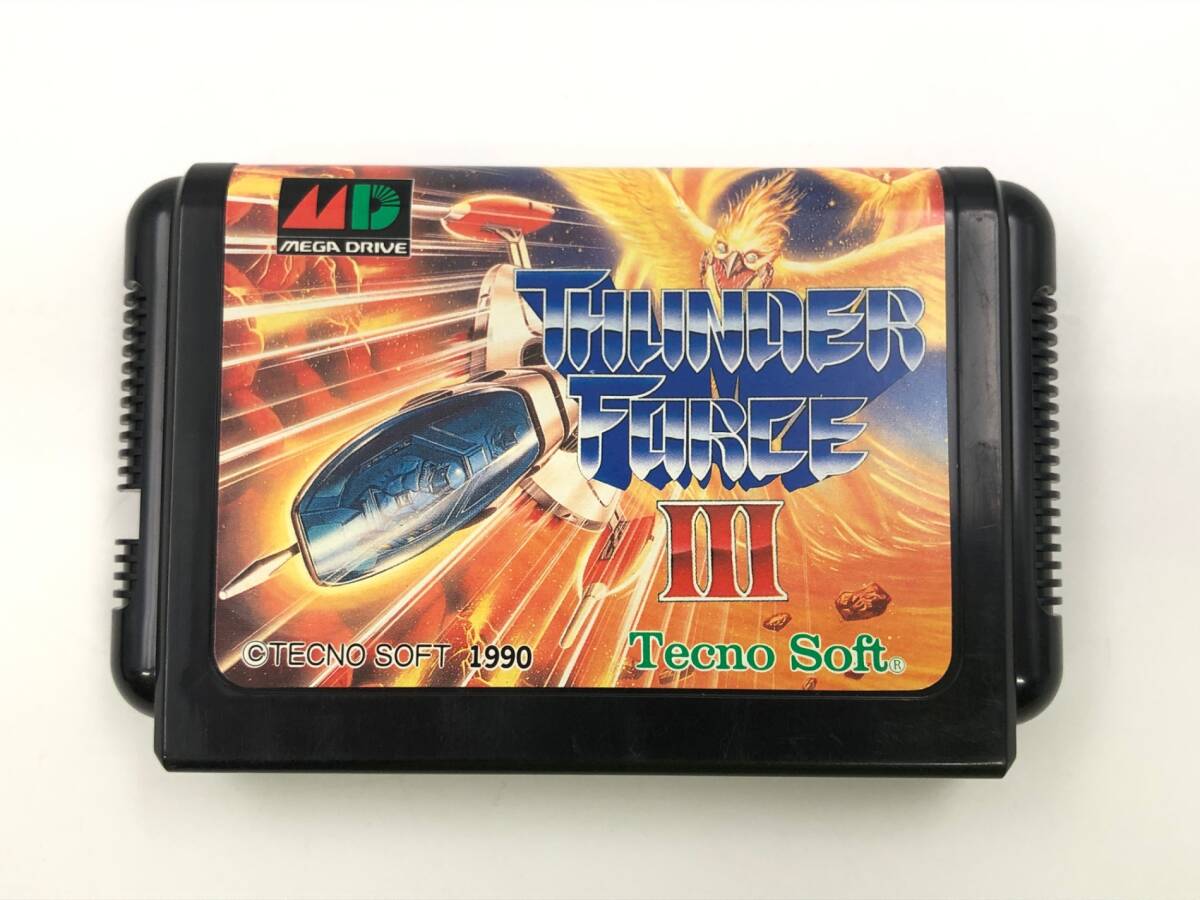 MD
MEGA DRIVE
THUNDER
FORCE
III
©TECNO SOFT 1990
Tecno Soft®